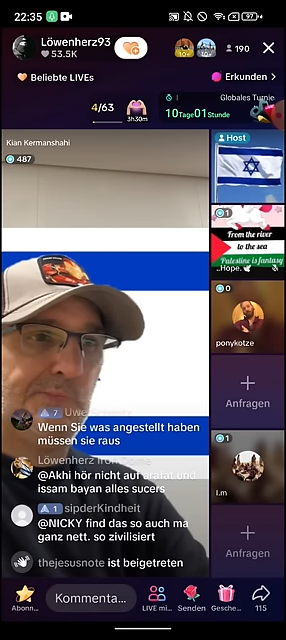 22:35
97
Löwenherz93
53.5K
10+
10+
190
Beliebte LIVEs
Erkunden
4/63
3h30m
Globales Turnie
10Tage01Stunde
Kian Kermanshahi
487
Host
1
From the river
to the sea
Palestine is fantasy
..Hope.
0
ponykotze
Anfragen
1
I.m
Anfragen
7
Wenn Sie was angestellt haben
müssen sie raus
Löwenherz
@Akhi hör nicht auf arafat und
issam bayan alles sucers
1 sipderKindheit
@NICKY find das so auch ma
ganz nett. so zivilisiert
thejesusnote ist beigetreten
Abonn...
Kommenta...
LIVE mi...
Senden
Gesche...
115